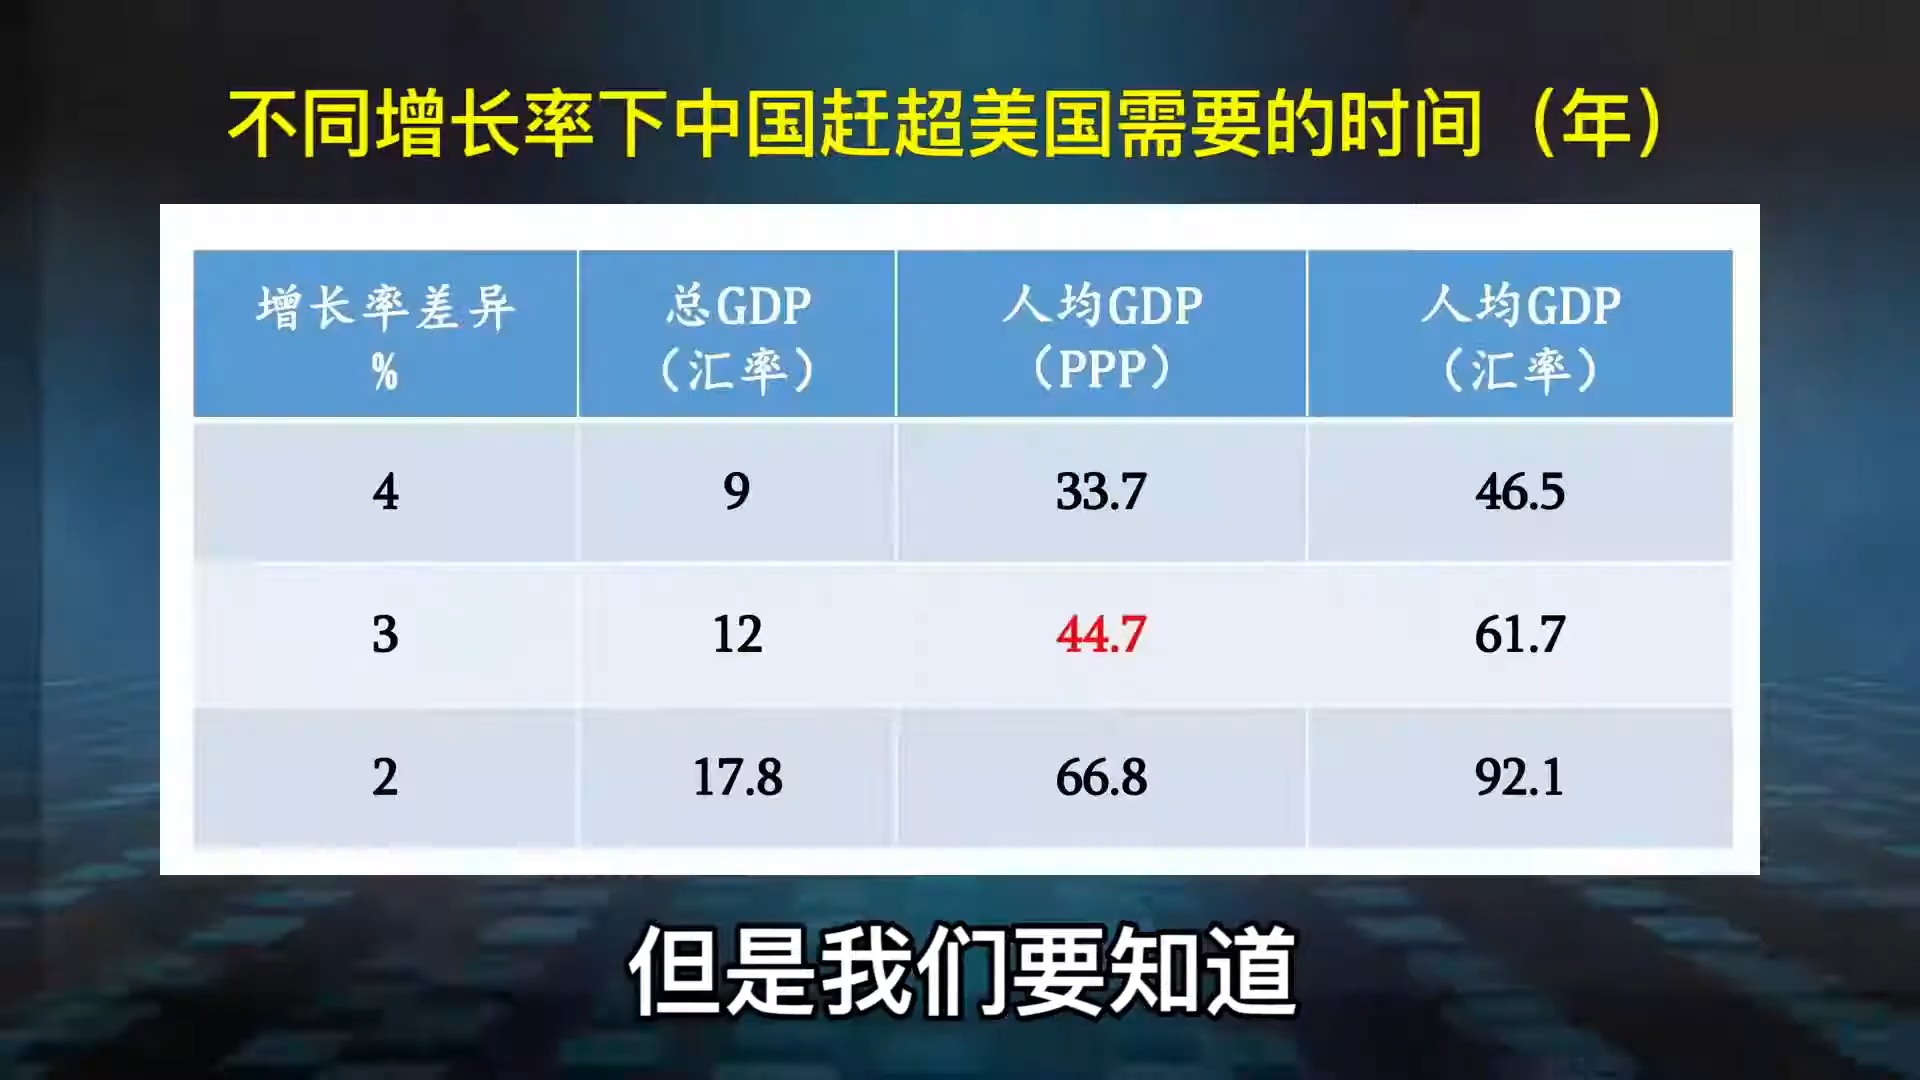 不同增长率下中国赶超美国需要的时间（年）
增长率差异 总GDP 人均GDP 人均GDP
% （汇率） （PPP） （汇率）
4 9 33.7 46.5
3 12 44.7 61.7
2 17.8 66.8 92.1
但是我们要知道